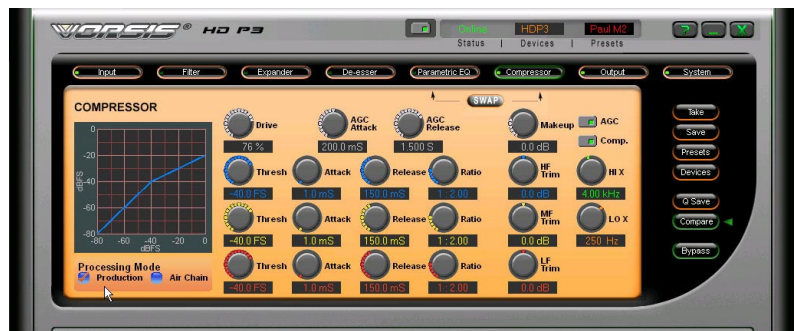 VORSIS® HD P3
Online HDP3 Paul M2
Status | Devices | Presets
? _ X
Input Filter Expander De-esser Parametric EQ Compressor Output System
SWAP
COMPRESSOR
0
-20
-40
-60
-80
dBFS
-80 -60 -40 -20 0
dBFS
Processing Mode
Production Air Chain
Drive AGC Attack AGC Release Makeup AGC
76 % 200.0 mS 1.500 S 0.0 dB Comp.
Thresh Attack Release Ratio HF Trim HI X
-40.0 FS 1.0 mS 150.0 mS 1 : 2.00 0.0 dB 4.00 kHz
Thresh Attack Release Ratio MF Trim LO X
-40.0 FS 1.0 mS 150.0 mS 1 : 2.00 0.0 dB 250 Hz
Thresh Attack Release Ratio LF Trim
-40.0 FS 1.0 mS 150.0 mS 1 : 2.00 0.0 dB
Take
Save
Presets
Devices
Q Save
Compare
Bypass